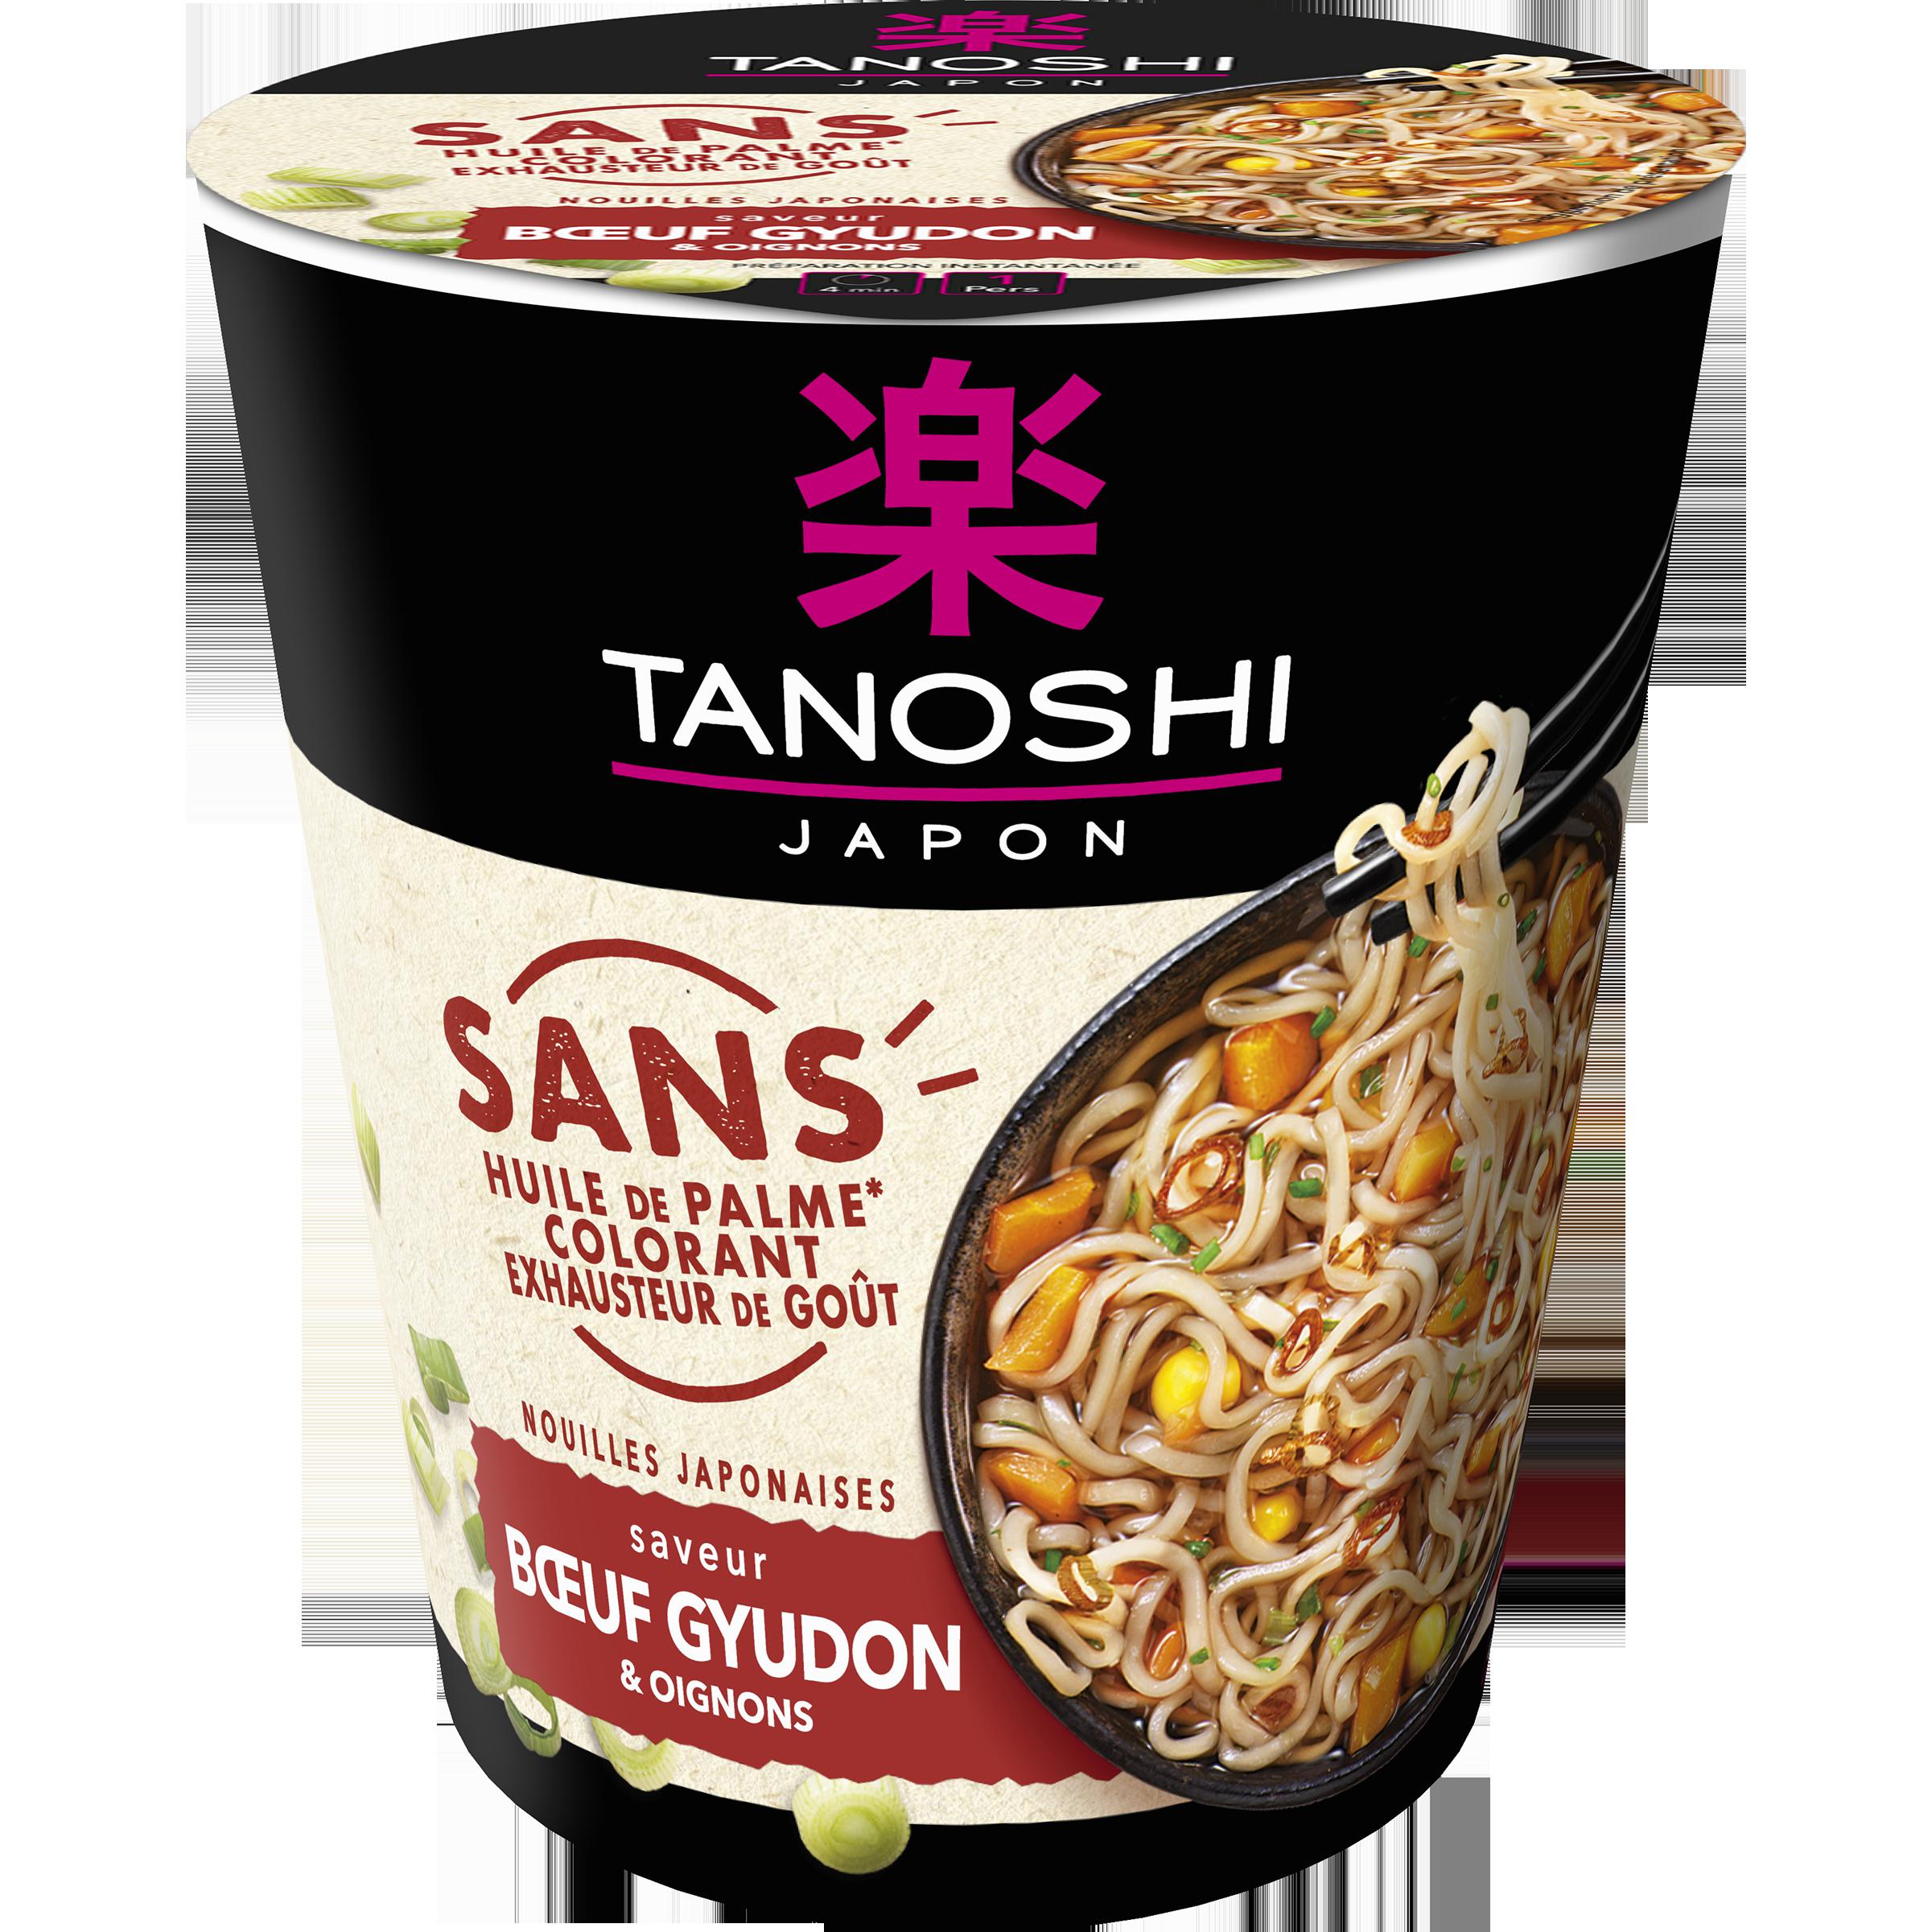 楽
TANOSHI
JAPON
SANS
HUILE DE PALME*
COLORANT
EXHAUSTEUR DE GOÛT
NOUILLES JAPONAISES
saveur
BŒUF GYUDON
& OIGNONS
PRÉPARATION INSTANTANÉE
4 min
1
Pers
楽
TANOSHI
JAPON
SANS
HUILE DE PALME*
COLORANT
EXHAUSTEUR DE GOÛT
NOUILLES JAPONAISES
saveur
BŒUF GYUDON
& OIGNONS